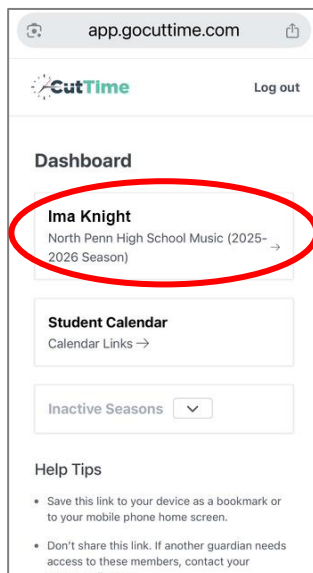 app.gocuttime.com
CutTime
Log out
Dashboard
Ima Knight
North Penn High School Music (2025-
2026 Season)
Student Calendar
Calendar Links →
Inactive Seasons
Help Tips
• Save this link to your device as a bookmark or
to your mobile phone home screen.
• Don't share this link. If another guardian needs
access to these members, contact your